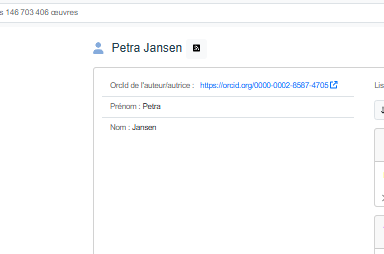 s 146 703 406 œuvres
Petra Jansen
OrcId de l'auteur/autrice : https://orcid.org/0000-0002-6567-4705
Lis
Prénom : Petra
Nom : Jansen